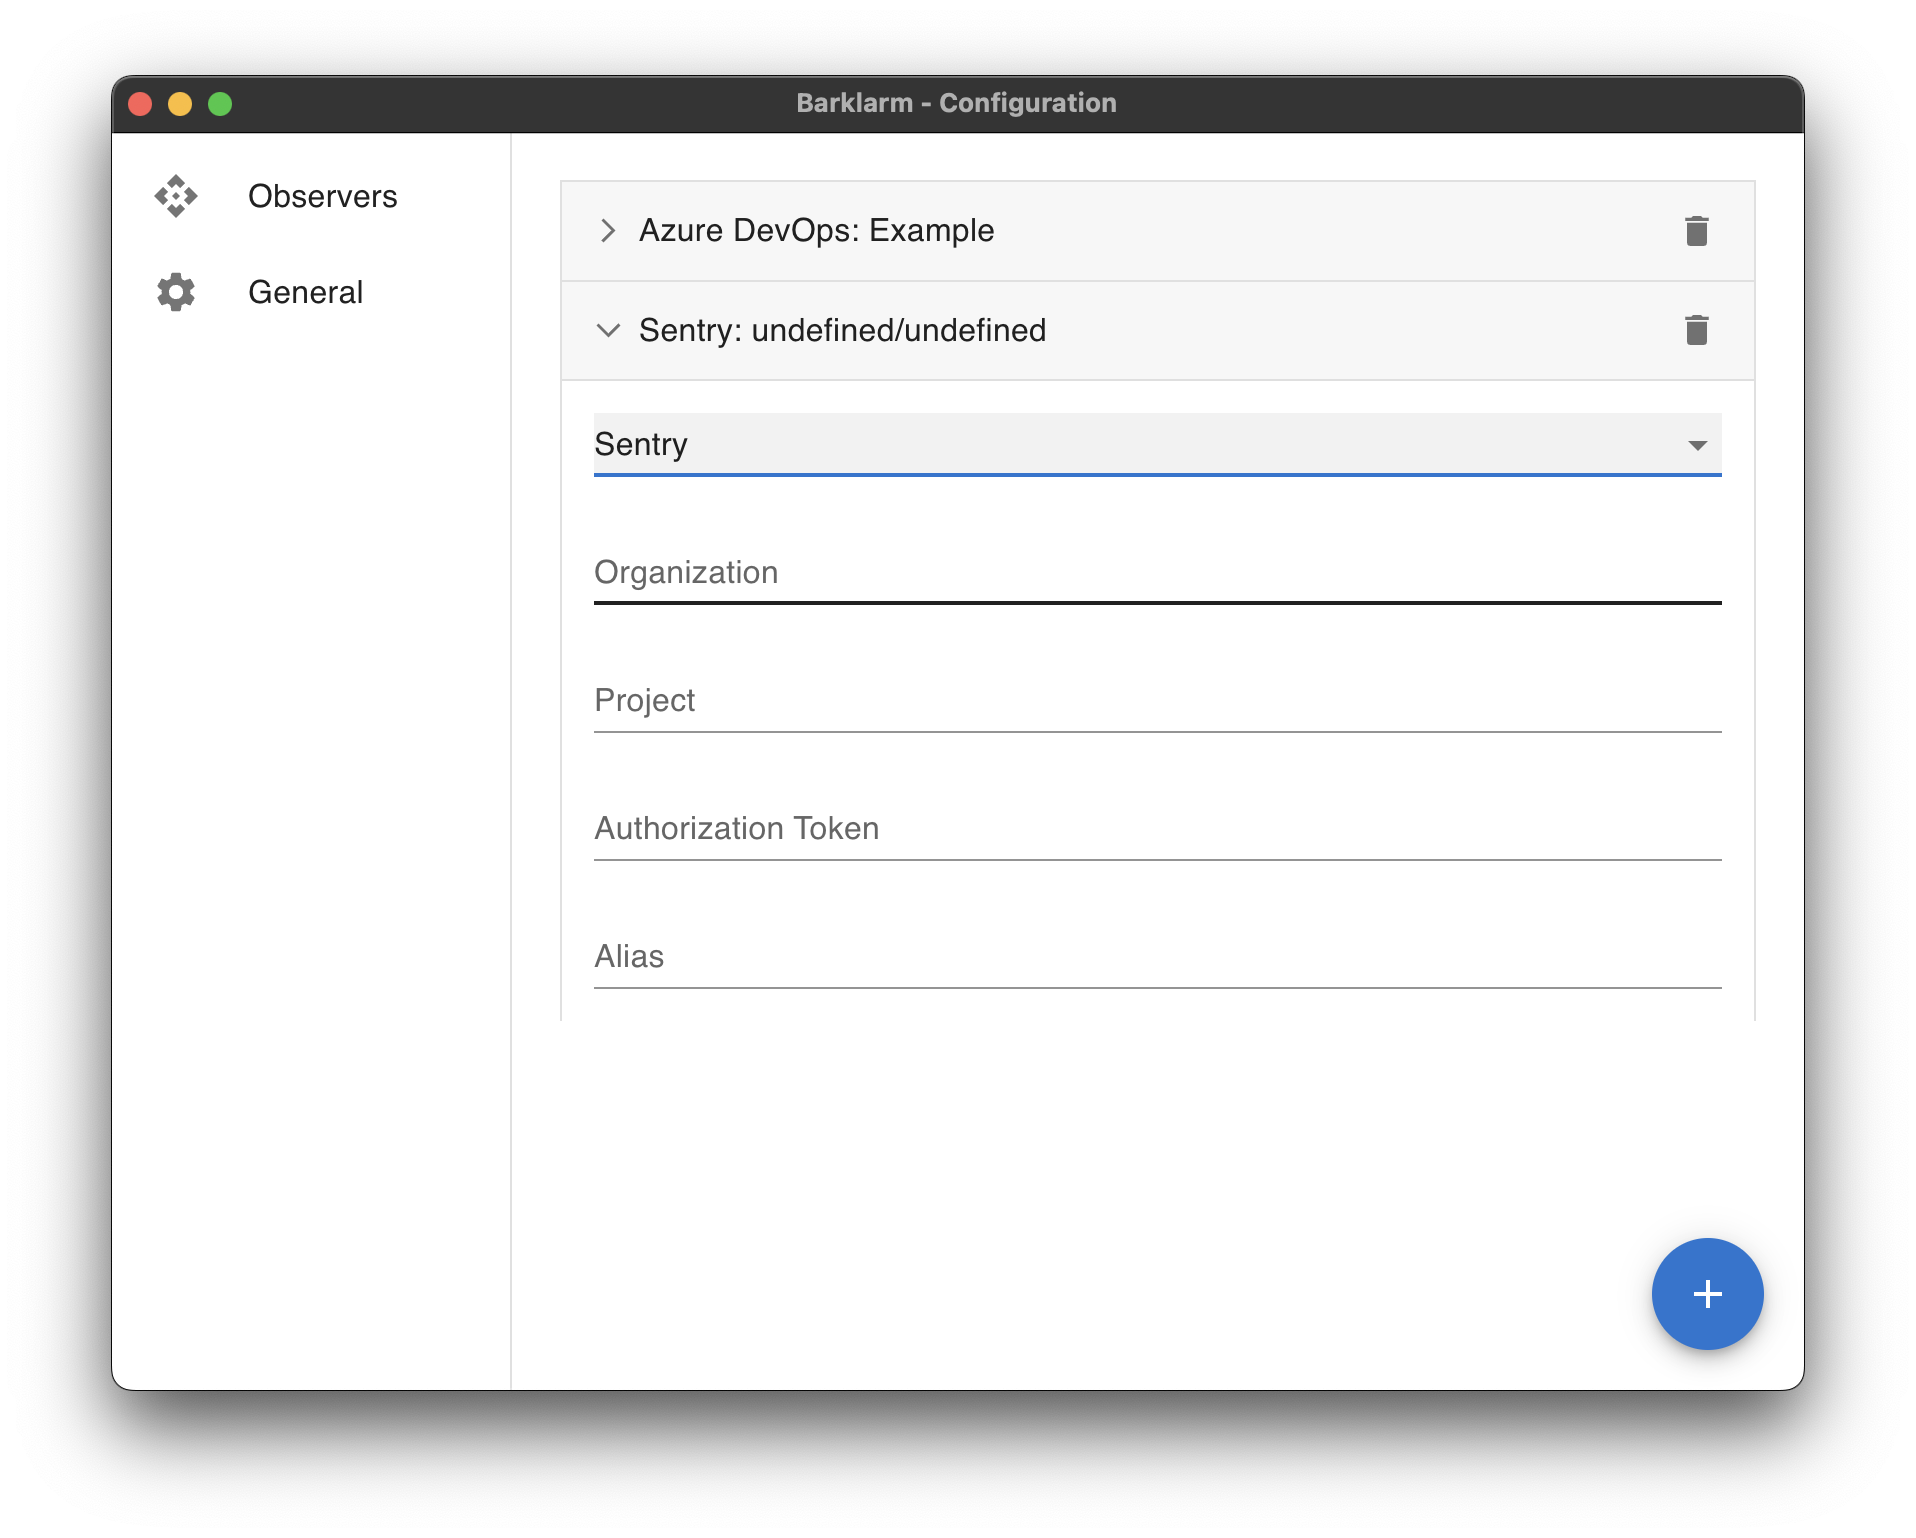 Barklarm - Configuration
Observers
General
Azure DevOps: Example
Sentry: undefined/undefined
Sentry
Organization
Project
Authorization Token
Alias